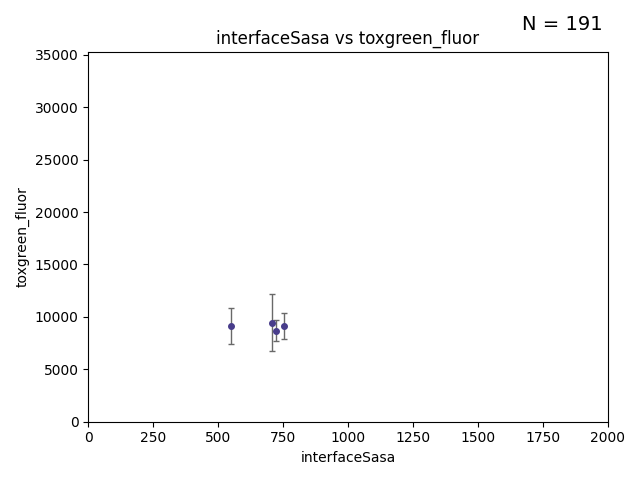 N = 191
interfaceSasa vs toxgreen_fluor
35000
30000
25000
20000
15000
10000
5000
0
toxgreen_fluor
0 250 500 750 1000 1250 1500 1750 2000
interfaceSasa